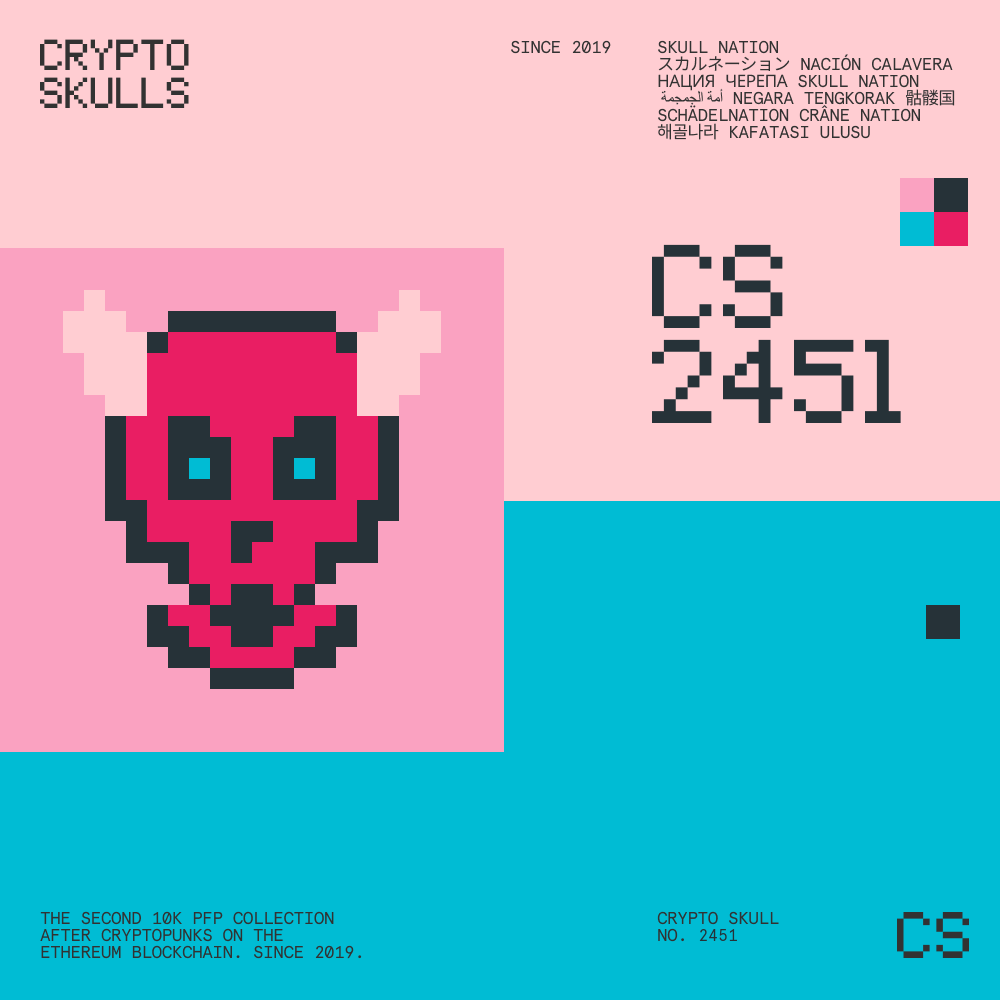 CRYPTO
SKULLS
SINCE 2019
SKULL NATION
スカルネーション NACIÓN CALAVERA
НАЦИЯ ЧЕРЕПА SKULL NATION
أمة الجمجمة NEGARA TENGKORAK 骷髅国
SCHÄDELNATION CRÂNE NATION
해골나라 KAFATASI ULUSU
CS
2451
THE SECOND 10K PFP COLLECTION
AFTER CRYPTOPUNKS ON THE
ETHEREUM BLOCKCHAIN. SINCE 2019.
CRYPTO SKULL
NO. 2451
CS